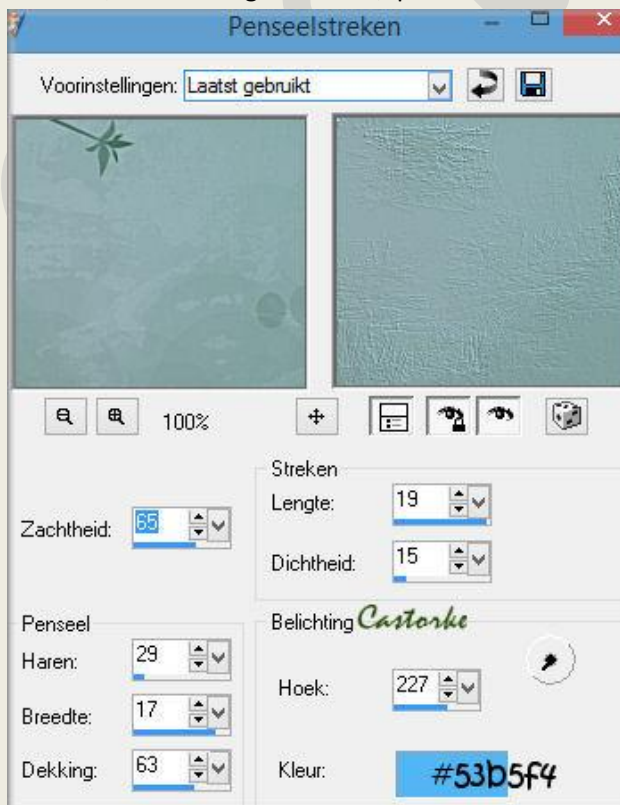 Penseelstreken
Voorinstellingen: Laatst gebruikt
100%
Streken
Lengte: 19
Zachtheid: 65
Dichtheid: 15
Penseel
Belichting Castorke
Haren: 29
Hoek: 227
Breedte: 17
Dekking: 63
Kleur: #53b5f4